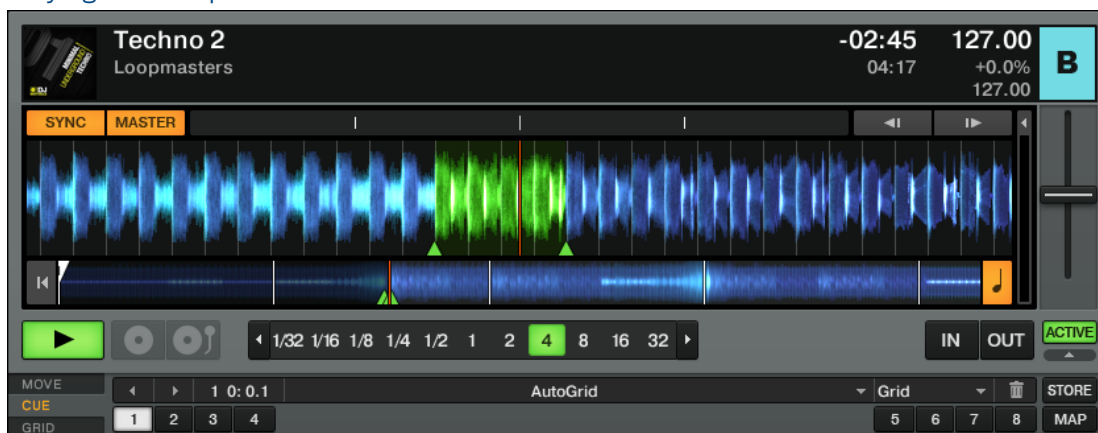 Techno 2
Loopmasters
-02:45 127.00
04:17 +0.0%
127.00
B
SYNC MASTER
1/32 1/16 1/8 1/4 1/2 1 2 4 8 16 32
IN OUT
ACTIVE
MOVE
CUE
GRID
1 0: 0.1
AutoGrid
Grid
STORE
1 2 3 4
5 6 7 8
MAP